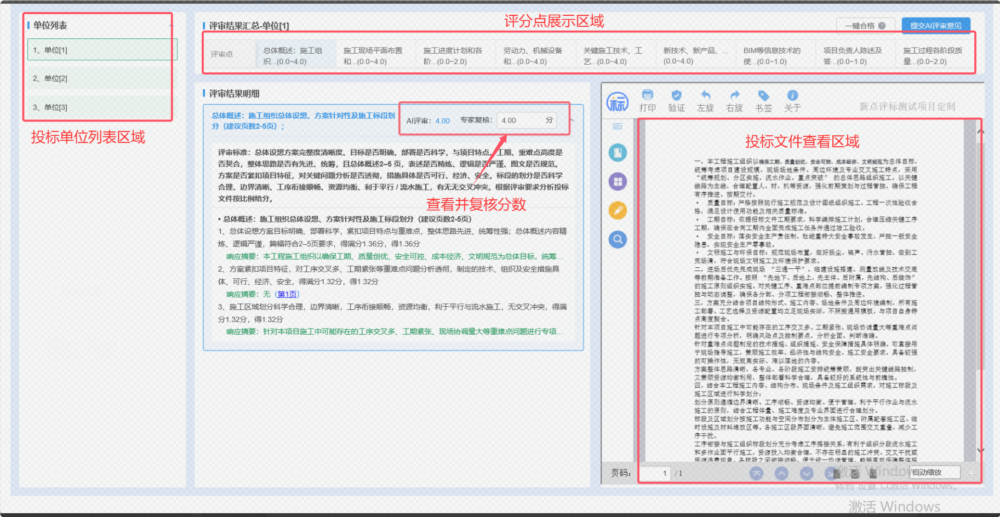 单位列表
1、单位[1]
2、单位[2]
3、单位[3]
投标单位列表区域
评审结果汇总-单位[1]
评分点展示区域
一键合格
提交AI评审意见
评审点
总体概述：施工组
织...(0.0~4.0)
施工现场平面布置
和...(0.0~4.0)
施工进度计划和各
阶...(0.0~2.0)
劳动力、机械设备
和...(0.0~4.0)
关键施工技术、工
艺...(0.0~4.0)
新技术、新产品、...
(0.0~4.0)
BIM等信息技术的
使...(0.0~1.0)
项目负责人陈述及
答...(0.0~1.0)
施工过程各阶段质
量...(0.0~2.0)
评审结果明细
总体概述：施工组织总体设想、方案针对性及施工标段划
分（建议页数2-5页）；
AI评审：4.00 专家复核：4.00 分
评审标准：总体设想方案完整度清晰度、目标是否明确、部署是否科学，与项目特点、工期、重难点高度是
否契合，整体思路是否有先进、统筹，且总体概述2–5 页，表述是否精炼、逻辑是否严谨、图文是否规范。
方案是否紧扣项目特征，对关键问题分析是否透彻，措施具体是否可行、经济、安全。标段的划分是否科学
合理、边界清晰、工序衔接顺畅、资源均衡、利于平行 / 流水施工，有无无交叉冲突。根据评审要求分析投标
文件按比例给分。
查看并复核分数
• 总体概述：施工组织总体设想、方案针对性及施工标段划分（建议页数2-5页）
1、总体设想方案目标明确、部署科学，紧扣项目特点与重难点，整体思路先进、统筹性强；总体概述内容精
炼、逻辑严谨，篇幅符合2–5页要求，得满分1.36分，得1.36分
响应摘要：本工程施工组织以确保工期、质量创优、安全可控、成本经济、文明规范为总体目标，统筹...
2、方案紧扣项目特征，对工序交叉多、工期紧张等重难点问题分析透彻，制定的技术、组织及安全措施具
体、可行、经济、安全，得满分1.32分，得1.32分
响应摘要：无（第1页）
3、施工区域划分科学合理，边界清晰，工序衔接顺畅，资源均衡，利于平行与流水施工，无交叉冲突，得满
分1.32分，得1.32分
响应摘要：针对本项目施工中可能存在的工序交叉多、工期紧张、现场协调量大等重难点问题进行专项...
标
打印
验证
左旋
右旋
书签
关于
新点评标测试项目定制
投标文件查看区域
一，本工程施工组织以确保工期、质量创优、安全可控、成本经济、文明规范为总体目标，
统筹考虑项目建设规模、现场场地条件、周边环境及专业交叉施工特点，采用
“统筹规划、分区实施、流水作业、重点突破” 的总体思路组织施工。以关键
线路为主线，合理配置人、材、机等资源，强化前期策划与过程管控，确保工程
有序推进、按期交付。
• 质量目标：严格按照现行施工规范及设计图纸组织施工，工程一次性验收合
格，满足设计使用功能及相关质量标准。
• 工期目标：依据招标文件工期要求，科学编排施工计划，合理压缩关键工序
工期，确保在合同工期内全面完成施工任务并通过竣工验收。
• 安全目标：落实安全生产责任制，杜绝重特大安全事故发生，严控一般安全
隐患，实现安全生产零事故。
• 文明施工与环保目标：规范现场布置，做好扬尘、噪声、污水管控，做到工
完场清，符合现场文明施工及环境保护要求。
二，进场后优先完成现场 “三通一平”、临建设施搭建、测量放线及技术交底
等前期准备工作。按照 “先地下、后地上，先主体、后附属，先结构、后装饰”
的施工原则组织实施。对关键工序、重难点部位提前编制专项方案，强化过程管
控与动态调整，确保各分部、分项工程衔接顺畅、整体推进。
三，方案充分结合项目结构形式、施工内容、场地条件及周边环境编制，所有施
工部署、工艺选择及资源配置均立足现场实际，不照搬通用模板，与项目自身特
点高度契合。
针对本项目施工中可能存在的工序交叉多、工期紧张、现场协调量大等重难点问
题进行专项分析，明确风险点及控制要点，分析全面、判断准确。
针对重难点问题制定的技术措施、组织措施、安全保障措施具体明确，可直接用
于现场指导施工，兼顾施工效率、经济性与结构安全、施工安全要求，具备较强
的可操作性，无脱离实际、难以落地的内容。
方案整体思路清晰，各专业、各阶段施工安排统筹兼顾，既突出关键线路控制，
又兼顾资源均衡利用，整体部署科学合理，具备较好的系统性与前瞻性。
四，结合本工程施工内容、结构分布、现场条件及施工组织需求，对施工标段及
施工区域进行科学划分：
划分原则遵循边界清晰、工序顺畅、资源均衡、便于管理、利于平行作业与流水
施工的原则，结合工程体量、施工难度及专业界面进行合理划分。
标段及区域划分按施工功能与空间分布划分为主体施工区、附属配套施工区、临
时设施及材料堆放区等。各施工区段界面清晰，避免施工范围交叉重叠，减少工
序干扰。
工序衔接与施工组织标段划分充分考虑工序搭接关系，有利于组织分段流水施工
和多作业面平行施工，资源投入均衡合理，不存在明显的施工冲突、交叉干扰或
资源浪费现象。各标段之间衔接顺畅，便于统一协调管理，能够有效保障整体施
页码： 1 / 1
自动缩放
激活 Windows
转到"设置"以激活 Windows。
激活 Windows